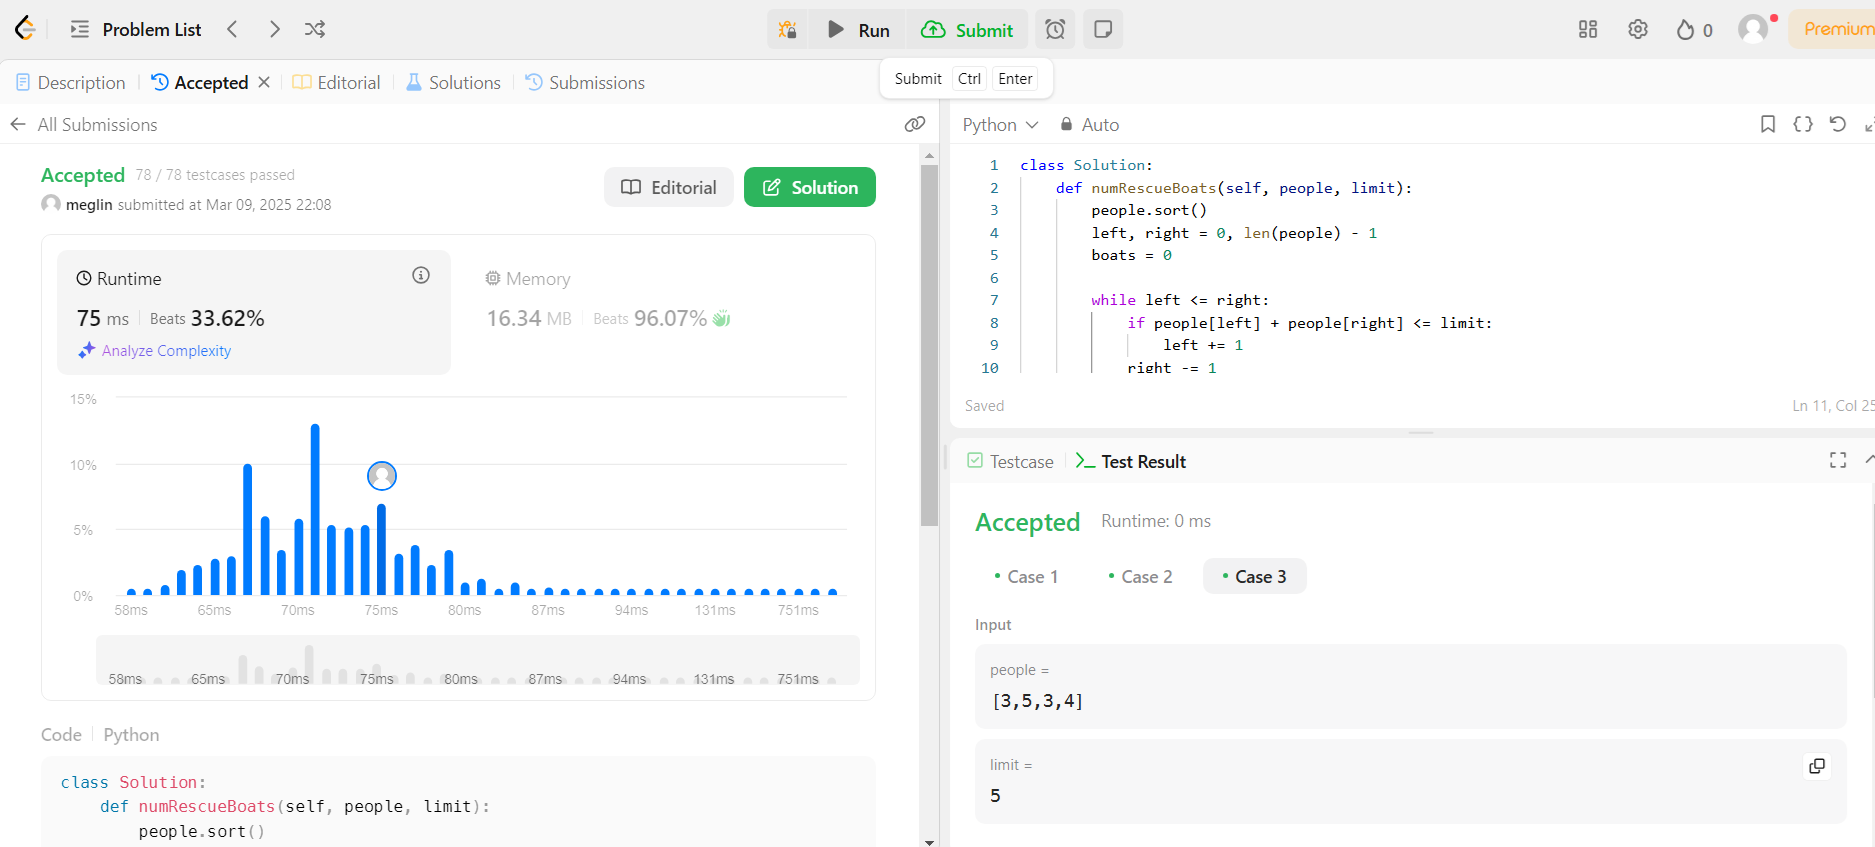 Problem List
Run
Submit
0
Premium
Description
Accepted
Editorial
Solutions
Submissions
Submit Ctrl Enter
All Submissions
Accepted 78 / 78 testcases passed
meglin submitted at Mar 09, 2025 22:08
Editorial
Solution
Runtime
75 ms Beats 33.62%
Analyze Complexity
Memory
16.34 MB Beats 96.07%
15%
10%
5%
0%
58ms 65ms 70ms 75ms 80ms 87ms 94ms 131ms 751ms
58ms 65ms 70ms 75ms 80ms 87ms 94ms 131ms 751ms
Code Python
class Solution:
    def numRescueBoats(self, people, limit):
        people.sort()
Python Auto
1 class Solution:
2     def numRescueBoats(self, people, limit):
3         people.sort()
4         left, right = 0, len(people) - 1
5         boats = 0
6
7         while left <= right:
8             if people[left] + people[right] <= limit:
9                 left += 1
10             right -= 1
Saved
Ln 11, Col 25
Testcase
Test Result
Accepted Runtime: 0 ms
Case 1
Case 2
Case 3
Input
people =
[3,5,3,4]
limit =
5